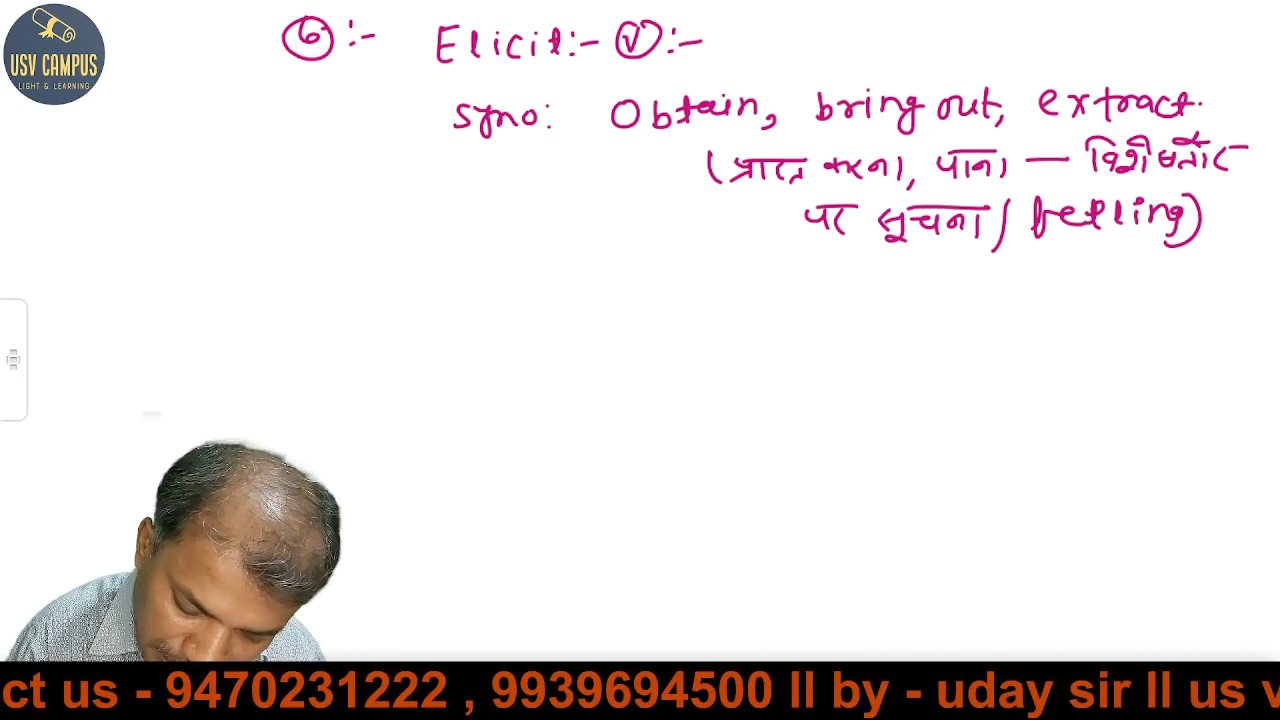 USV CAMPUS
LIGHT & LEARNING
6 :- Elicit :- (V) :-
Syno: Obtain, bring out, extract.
(प्राप्त करना, पाना — विशेषतौर
पर सूचना / feeling)
ct us - 9470231222 , 9939694500 ll by - uday sir ll us v